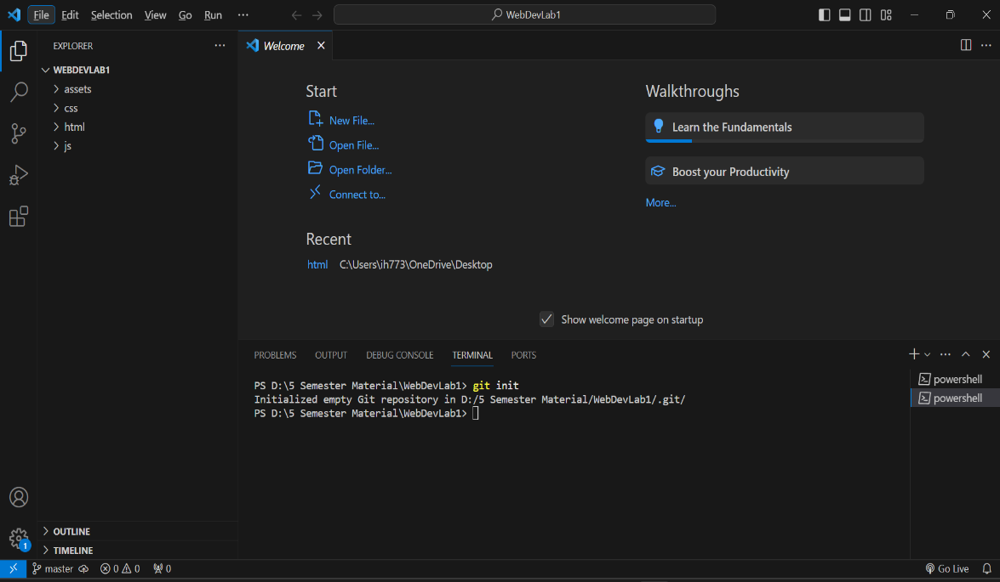 File Edit Selection View Go Run ···
WebDevLab1
EXPLORER ···
WEBDEVLAB1
assets
css
html
js
OUTLINE
TIMELINE
Welcome
Start
New File...
Open File...
Open Folder...
Connect to...
Recent
html C:\Users\ih773\OneDrive\Desktop
Walkthroughs
Learn the Fundamentals
Boost your Productivity
More...
Show welcome page on startup
PROBLEMS OUTPUT DEBUG CONSOLE TERMINAL PORTS
PS D:\5 Semester Material\WebDevLab1> git init
Initialized empty Git repository in D:/5 Semester Material/WebDevLab1/.git/
PS D:\5 Semester Material\WebDevLab1>
powershell
powershell
1
master 0 0 0 Go Live